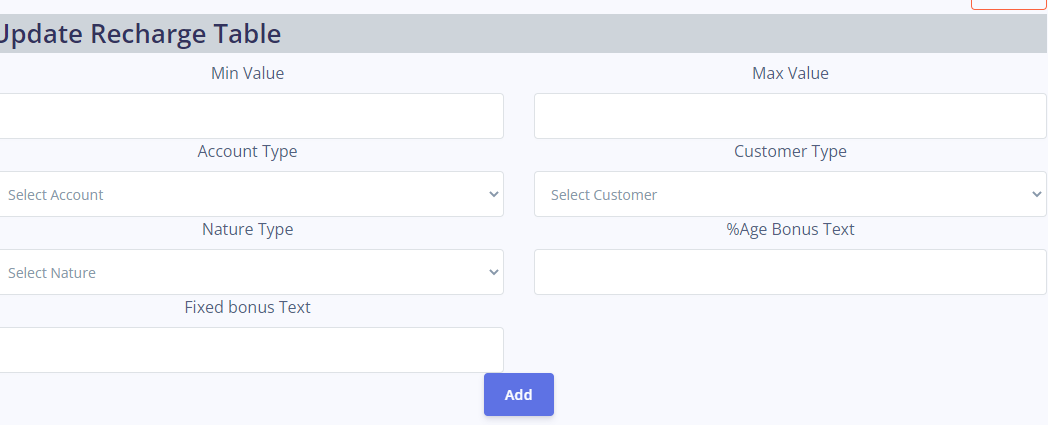 Update Recharge Table
Min Value
Max Value
Account Type
Customer Type
Select Account
Select Customer
Nature Type
%Age Bonus Text
Select Nature
Fixed bonus Text
Add